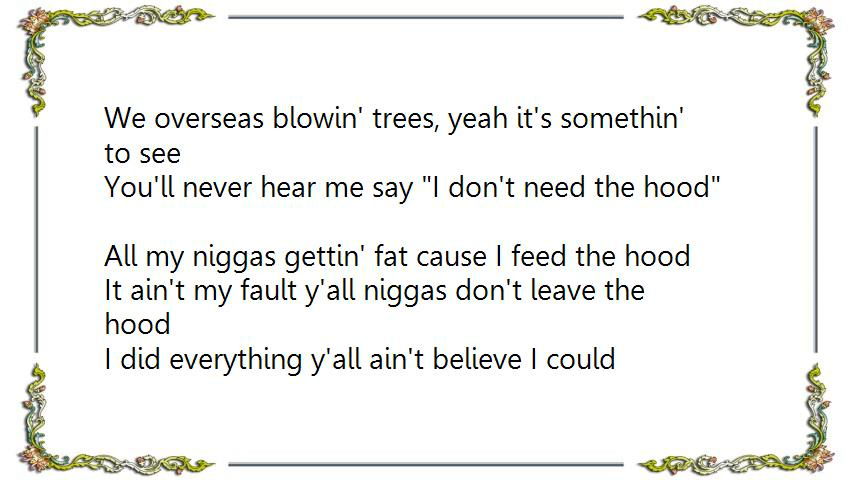 We overseas blowin' trees, yeah it's somethin'
to see
You'll never hear me say "I don't need the hood"
All my niggas gettin' fat cause I feed the hood
It ain't my fault y'all niggas don't leave the
hood
I did everything y'all ain't believe I could